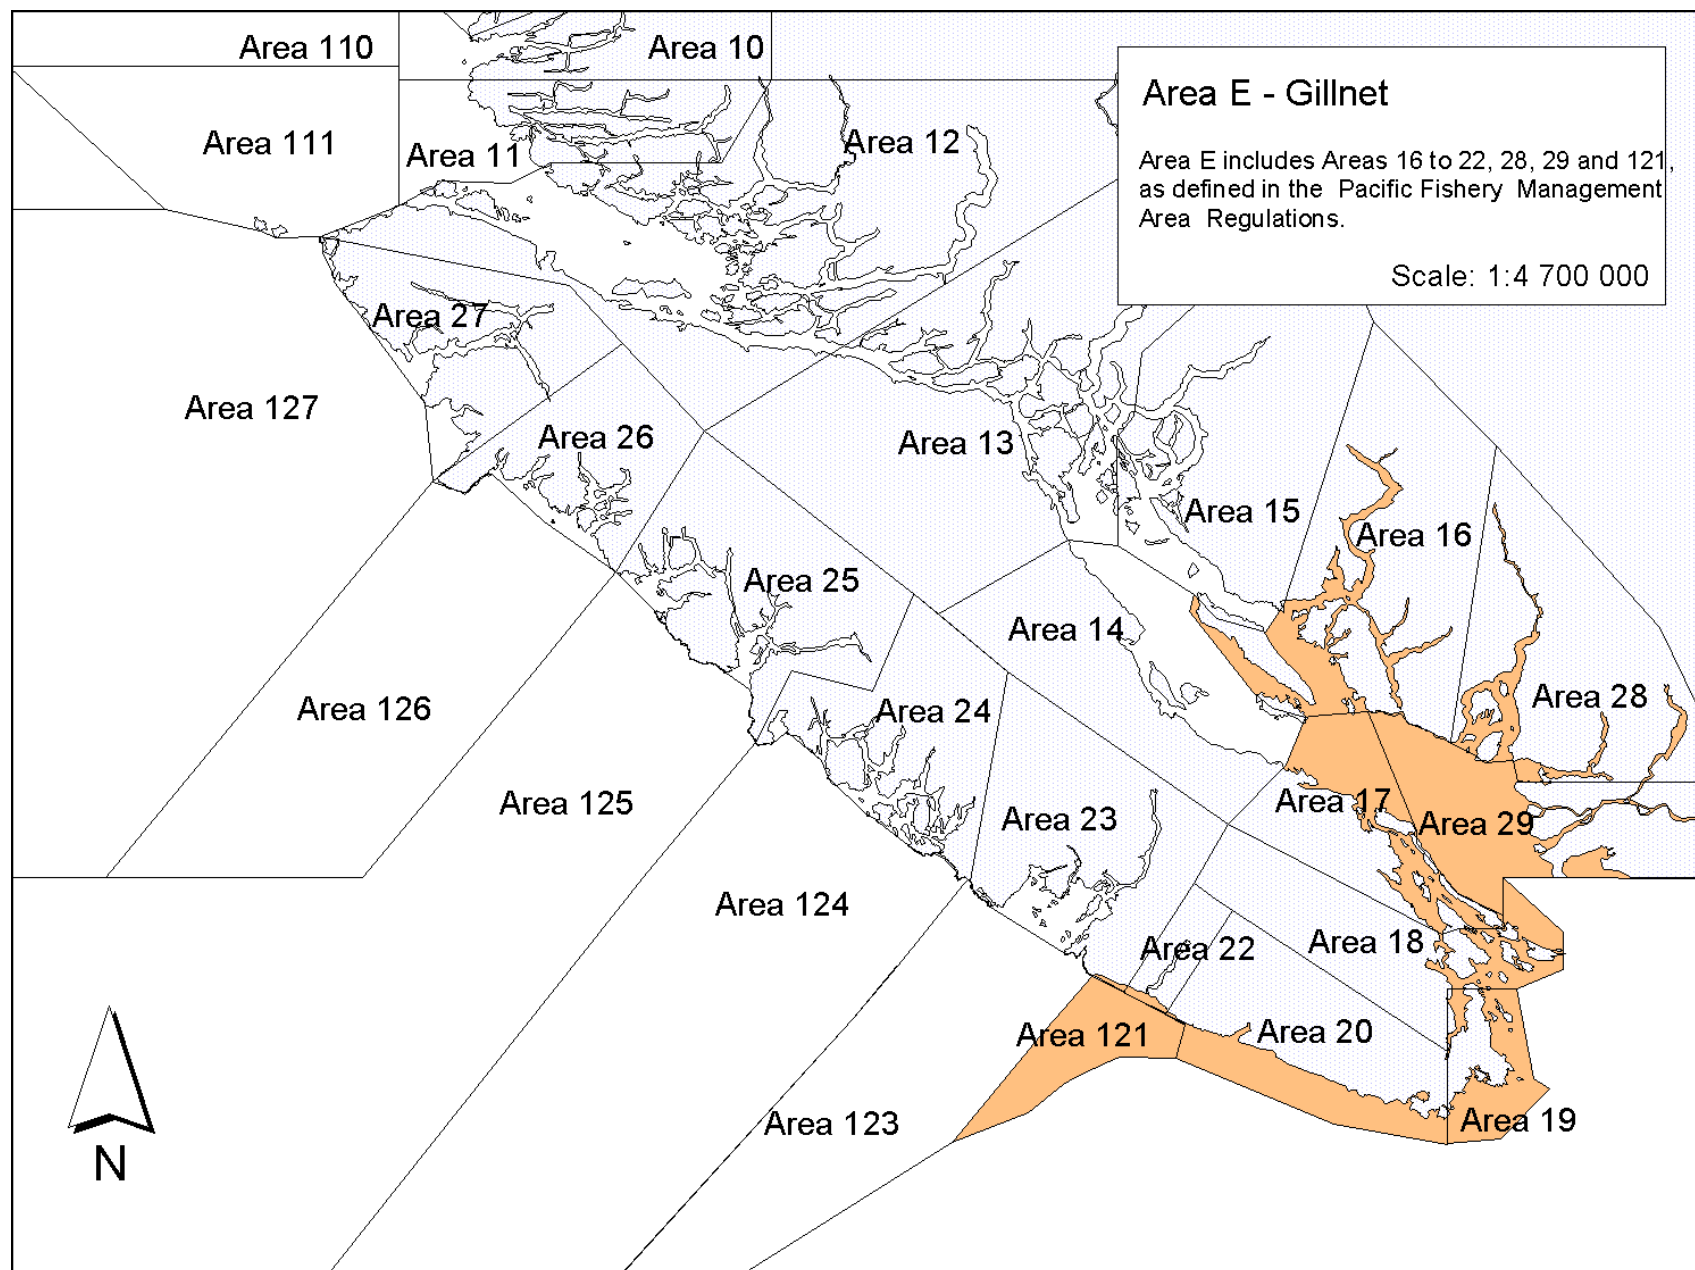 Area 110
Area 10
Area E - Gillnet
Area 111
Area 11
Area 12
Area E includes Areas 16 to 22, 28, 29 and 121,
as defined in the Pacific Fishery Management
Area Regulations.
Scale: 1:4 700 000
Area 27
Area 127
Area 26
Area 13
Area 15
Area 16
Area 25
Area 14
Area 126
Area 24
Area 28
Area 125
Area 23
Area 17
Area 29
Area 124
Area 22
Area 18
Area 121
Area 20
Area 123
Area 19
N